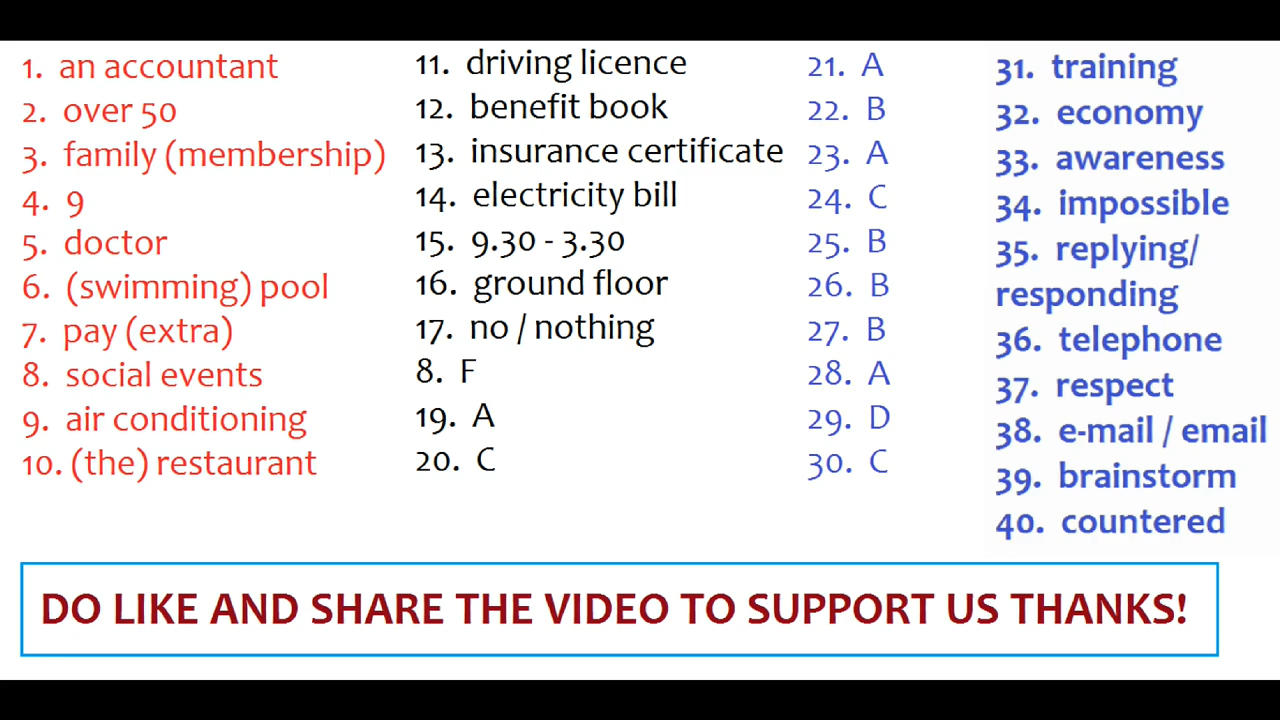 1. an accountant
2. over 50
3. family (membership)
4. 9
5. doctor
6. (swimming) pool
7. pay (extra)
8. social events
9. air conditioning
10. (the) restaurant
11. driving licence
12. benefit book
13. insurance certificate
14. electricity bill
15. 9.30 - 3.30
16. ground floor
17. no / nothing
8. F
19. A
20. C
21. A
22. B
23. A
24. C
25. B
26. B
27. B
28. A
29. D
30. C
31. training
32. economy
33. awareness
34. impossible
35. replying/
responding
36. telephone
37. respect
38. e-mail / email
39. brainstorm
40. countered
DO LIKE AND SHARE THE VIDEO TO SUPPORT US THANKS!